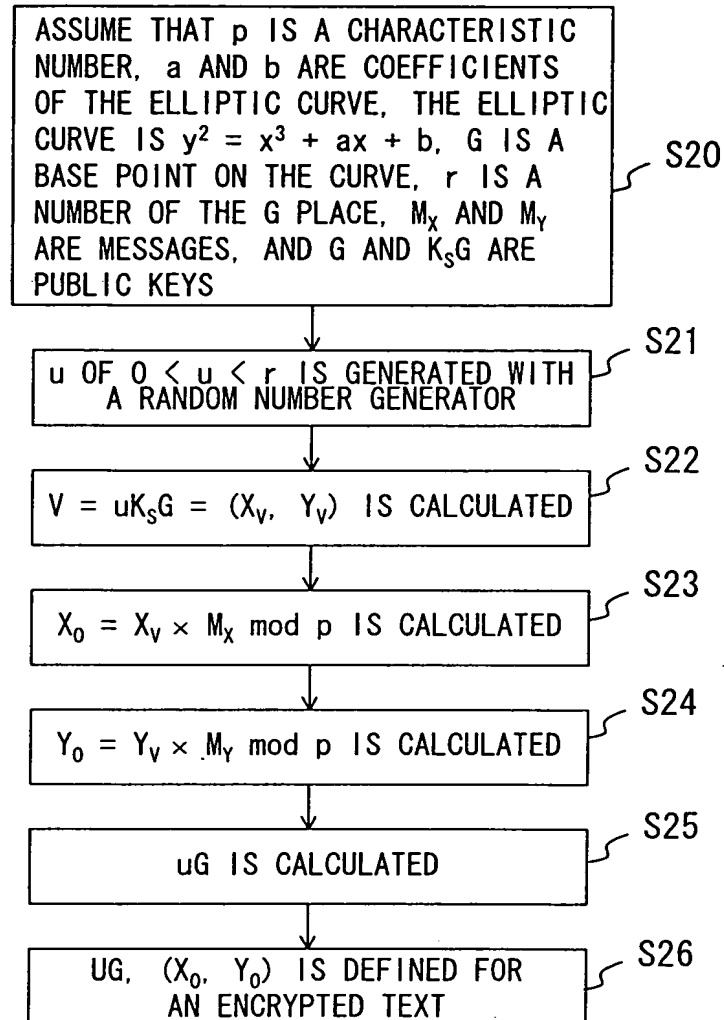 ASSUME THAT p IS A CHARACTERISTIC
NUMBER, a AND b ARE COEFFICIENTS
OF THE ELLIPTIC CURVE, THE ELLIPTIC
CURVE IS y² = x³ + ax + b, G IS A
BASE POINT ON THE CURVE, r IS A
NUMBER OF THE G PLACE, Mₓ AND Mᵧ
ARE MESSAGES, AND G AND KₛG ARE
PUBLIC KEYS
S20
u OF 0 < u < r IS GENERATED WITH
A RANDOM NUMBER GENERATOR
S21
V = uKₛG = (Xᵥ, Yᵥ) IS CALCULATED
S22
X₀ = Xᵥ × Mₓ mod p IS CALCULATED
S23
Y₀ = Yᵥ × Mᵧ mod p IS CALCULATED
S24
uG IS CALCULATED
S25
UG, (X₀, Y₀) IS DEFINED FOR
AN ENCRYPTED TEXT
S26